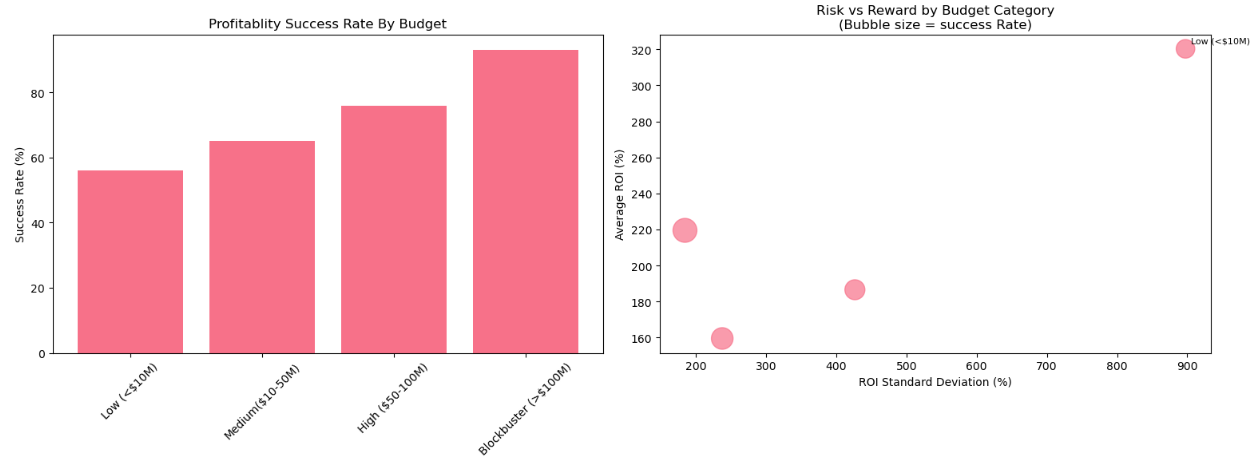 Profitablity Success Rate By Budget
Success Rate (%)
80
60
40
20
0
Low (<$10M)
Medium($10-50M)
High ($50-100M)
Blockbuster (>$100M)
Risk vs Reward by Budget Category
(Bubble size = success Rate)
Low (<$10M)
Average ROI (%)
320
300
280
260
240
220
200
180
160
200 300 400 500 600 700 800 900
ROI Standard Deviation (%)